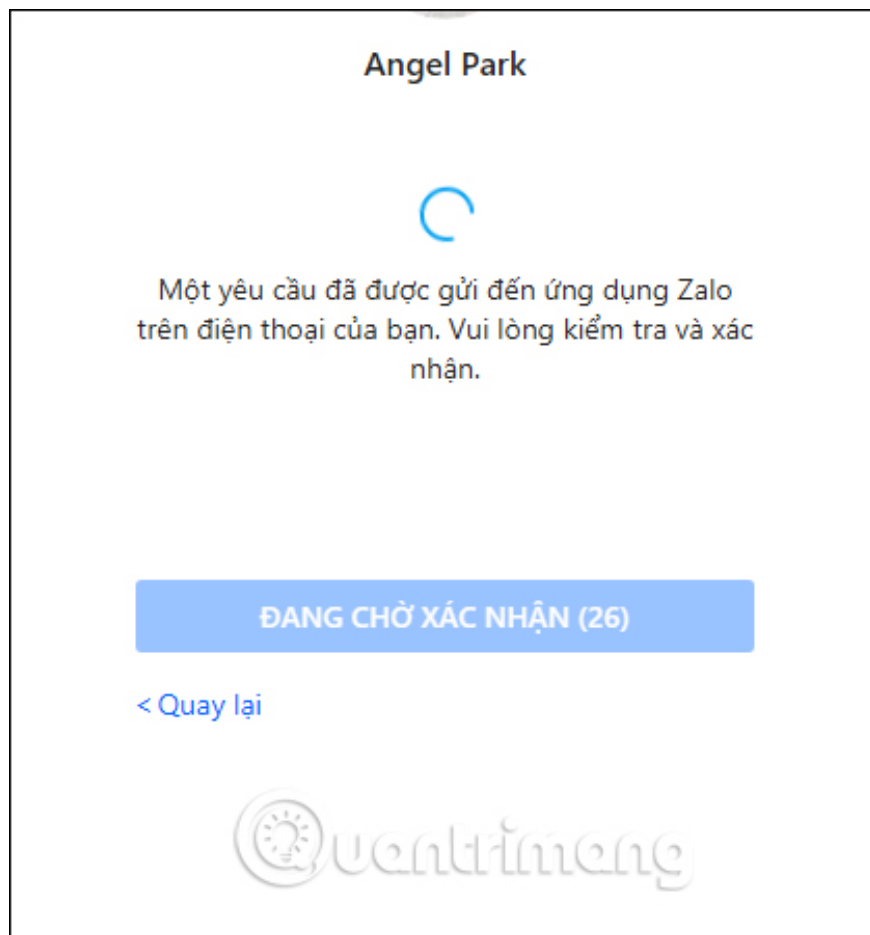 Angel Park
Một yêu cầu đã được gửi đến ứng dụng Zalo
trên điện thoại của bạn. Vui lòng kiểm tra và xác
nhận.
ĐANG CHỜ XÁC NHẬN (26)
< Quay lại
Quantrimang